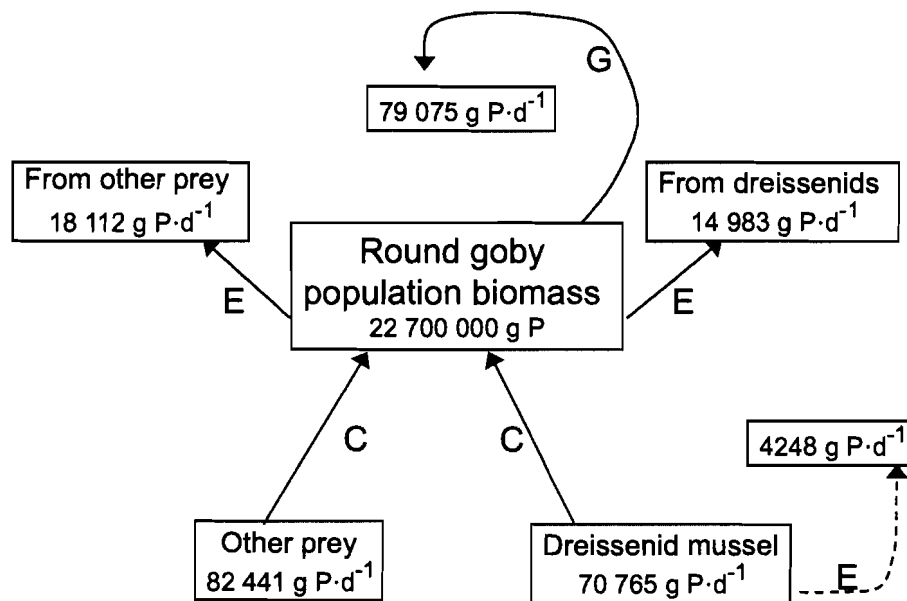 G
79 075 g P·d⁻¹
From other prey
18 112 g P·d⁻¹
From dreissenids
14 983 g P·d⁻¹
Round goby
population biomass
22 700 000 g P
E
E
C
C
4248 g P·d⁻¹
Other prey
82 441 g P·d⁻¹
Dreissenid mussel
70 765 g P·d⁻¹
E